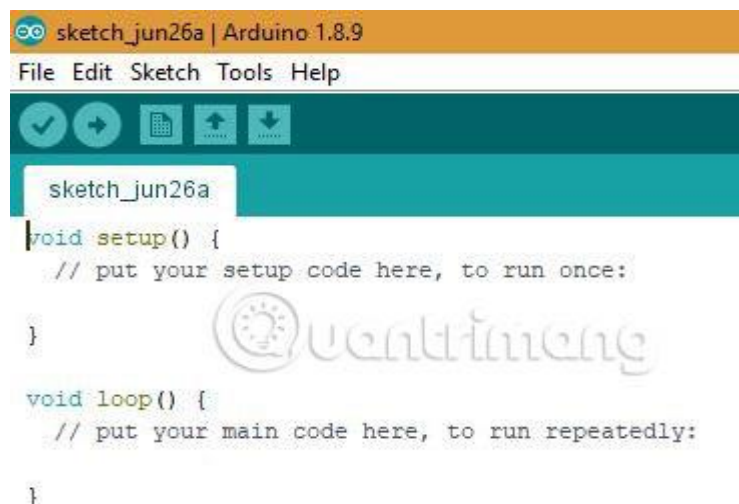 sketch_jun26a | Arduino 1.8.9
File Edit Sketch Tools Help
sketch_jun26a
void setup() {
  // put your setup code here, to run once:
}
Quantrimang
void loop() {
  // put your main code here, to run repeatedly:
}